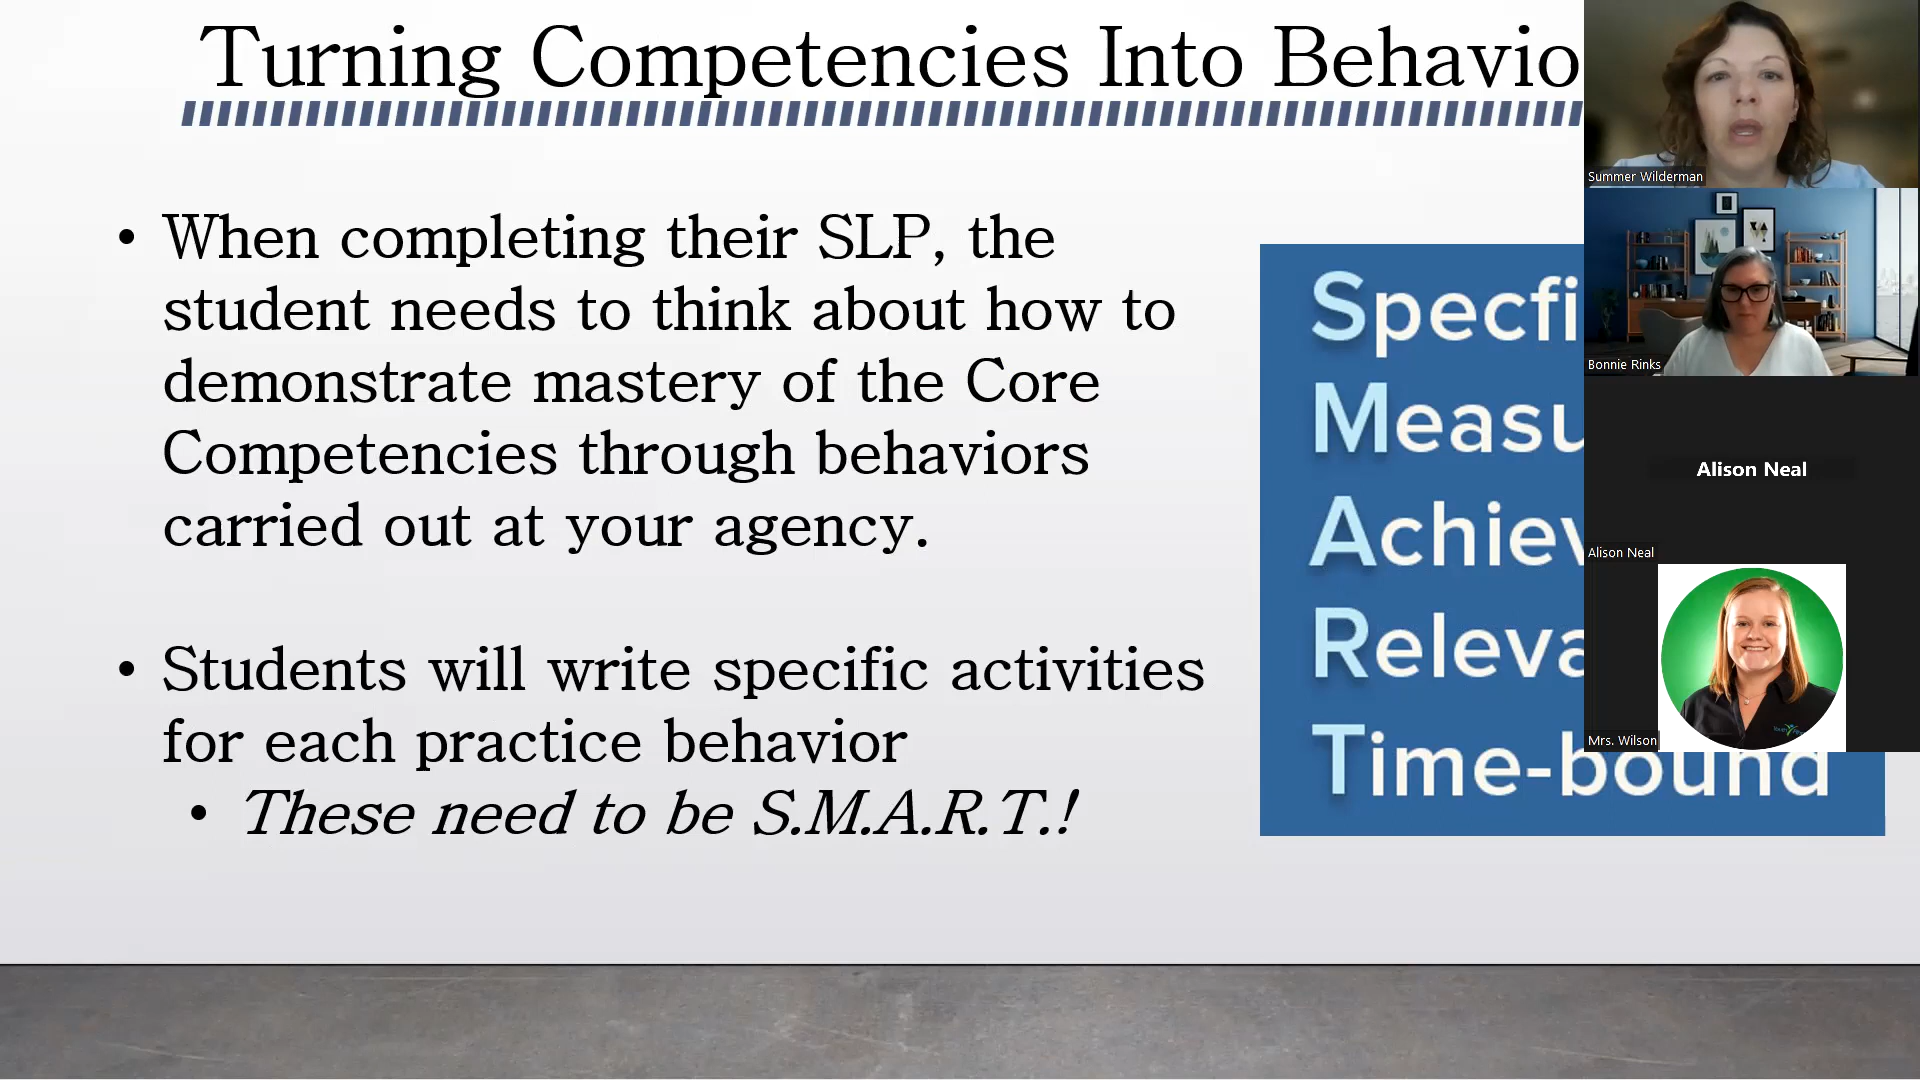 Turning Competencies Into Behavio
When completing their SLP, the
student needs to think about how to
demonstrate mastery of the Core
Competencies through behaviors
carried out at your agency.
Students will write specific activities
for each practice behavior
These need to be S.M.A.R.T.!
Specfi
Measu
Achiev
Releva
Time-bound
Summer Wilderman
Bonnie Rinks
Alison Neal
Alison Neal
Mrs. Wilson